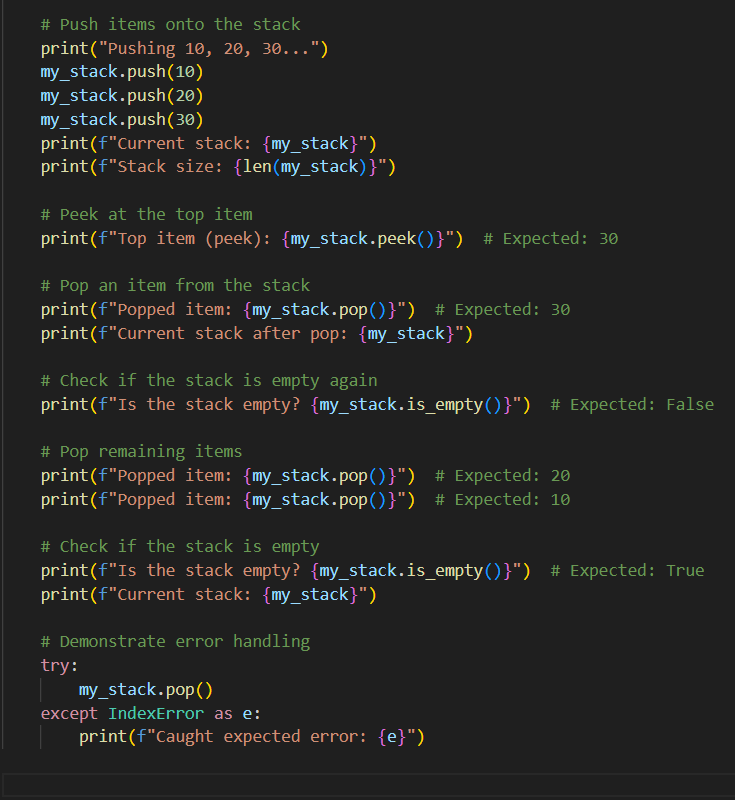 # Push items onto the stack
print("Pushing 10, 20, 30...")
my_stack.push(10)
my_stack.push(20)
my_stack.push(30)
print(f"Current stack: {my_stack}")
print(f"Stack size: {len(my_stack)}")

# Peek at the top item
print(f"Top item (peek): {my_stack.peek()}")  # Expected: 30

# Pop an item from the stack
print(f"Popped item: {my_stack.pop()}")  # Expected: 30
print(f"Current stack after pop: {my_stack}")

# Check if the stack is empty again
print(f"Is the stack empty? {my_stack.is_empty()}")  # Expected: False

# Pop remaining items
print(f"Popped item: {my_stack.pop()}")  # Expected: 20
print(f"Popped item: {my_stack.pop()}")  # Expected: 10

# Check if the stack is empty
print(f"Is the stack empty? {my_stack.is_empty()}")  # Expected: True
print(f"Current stack: {my_stack}")

# Demonstrate error handling
try:
    my_stack.pop()
except IndexError as e:
    print(f"Caught expected error: {e}")